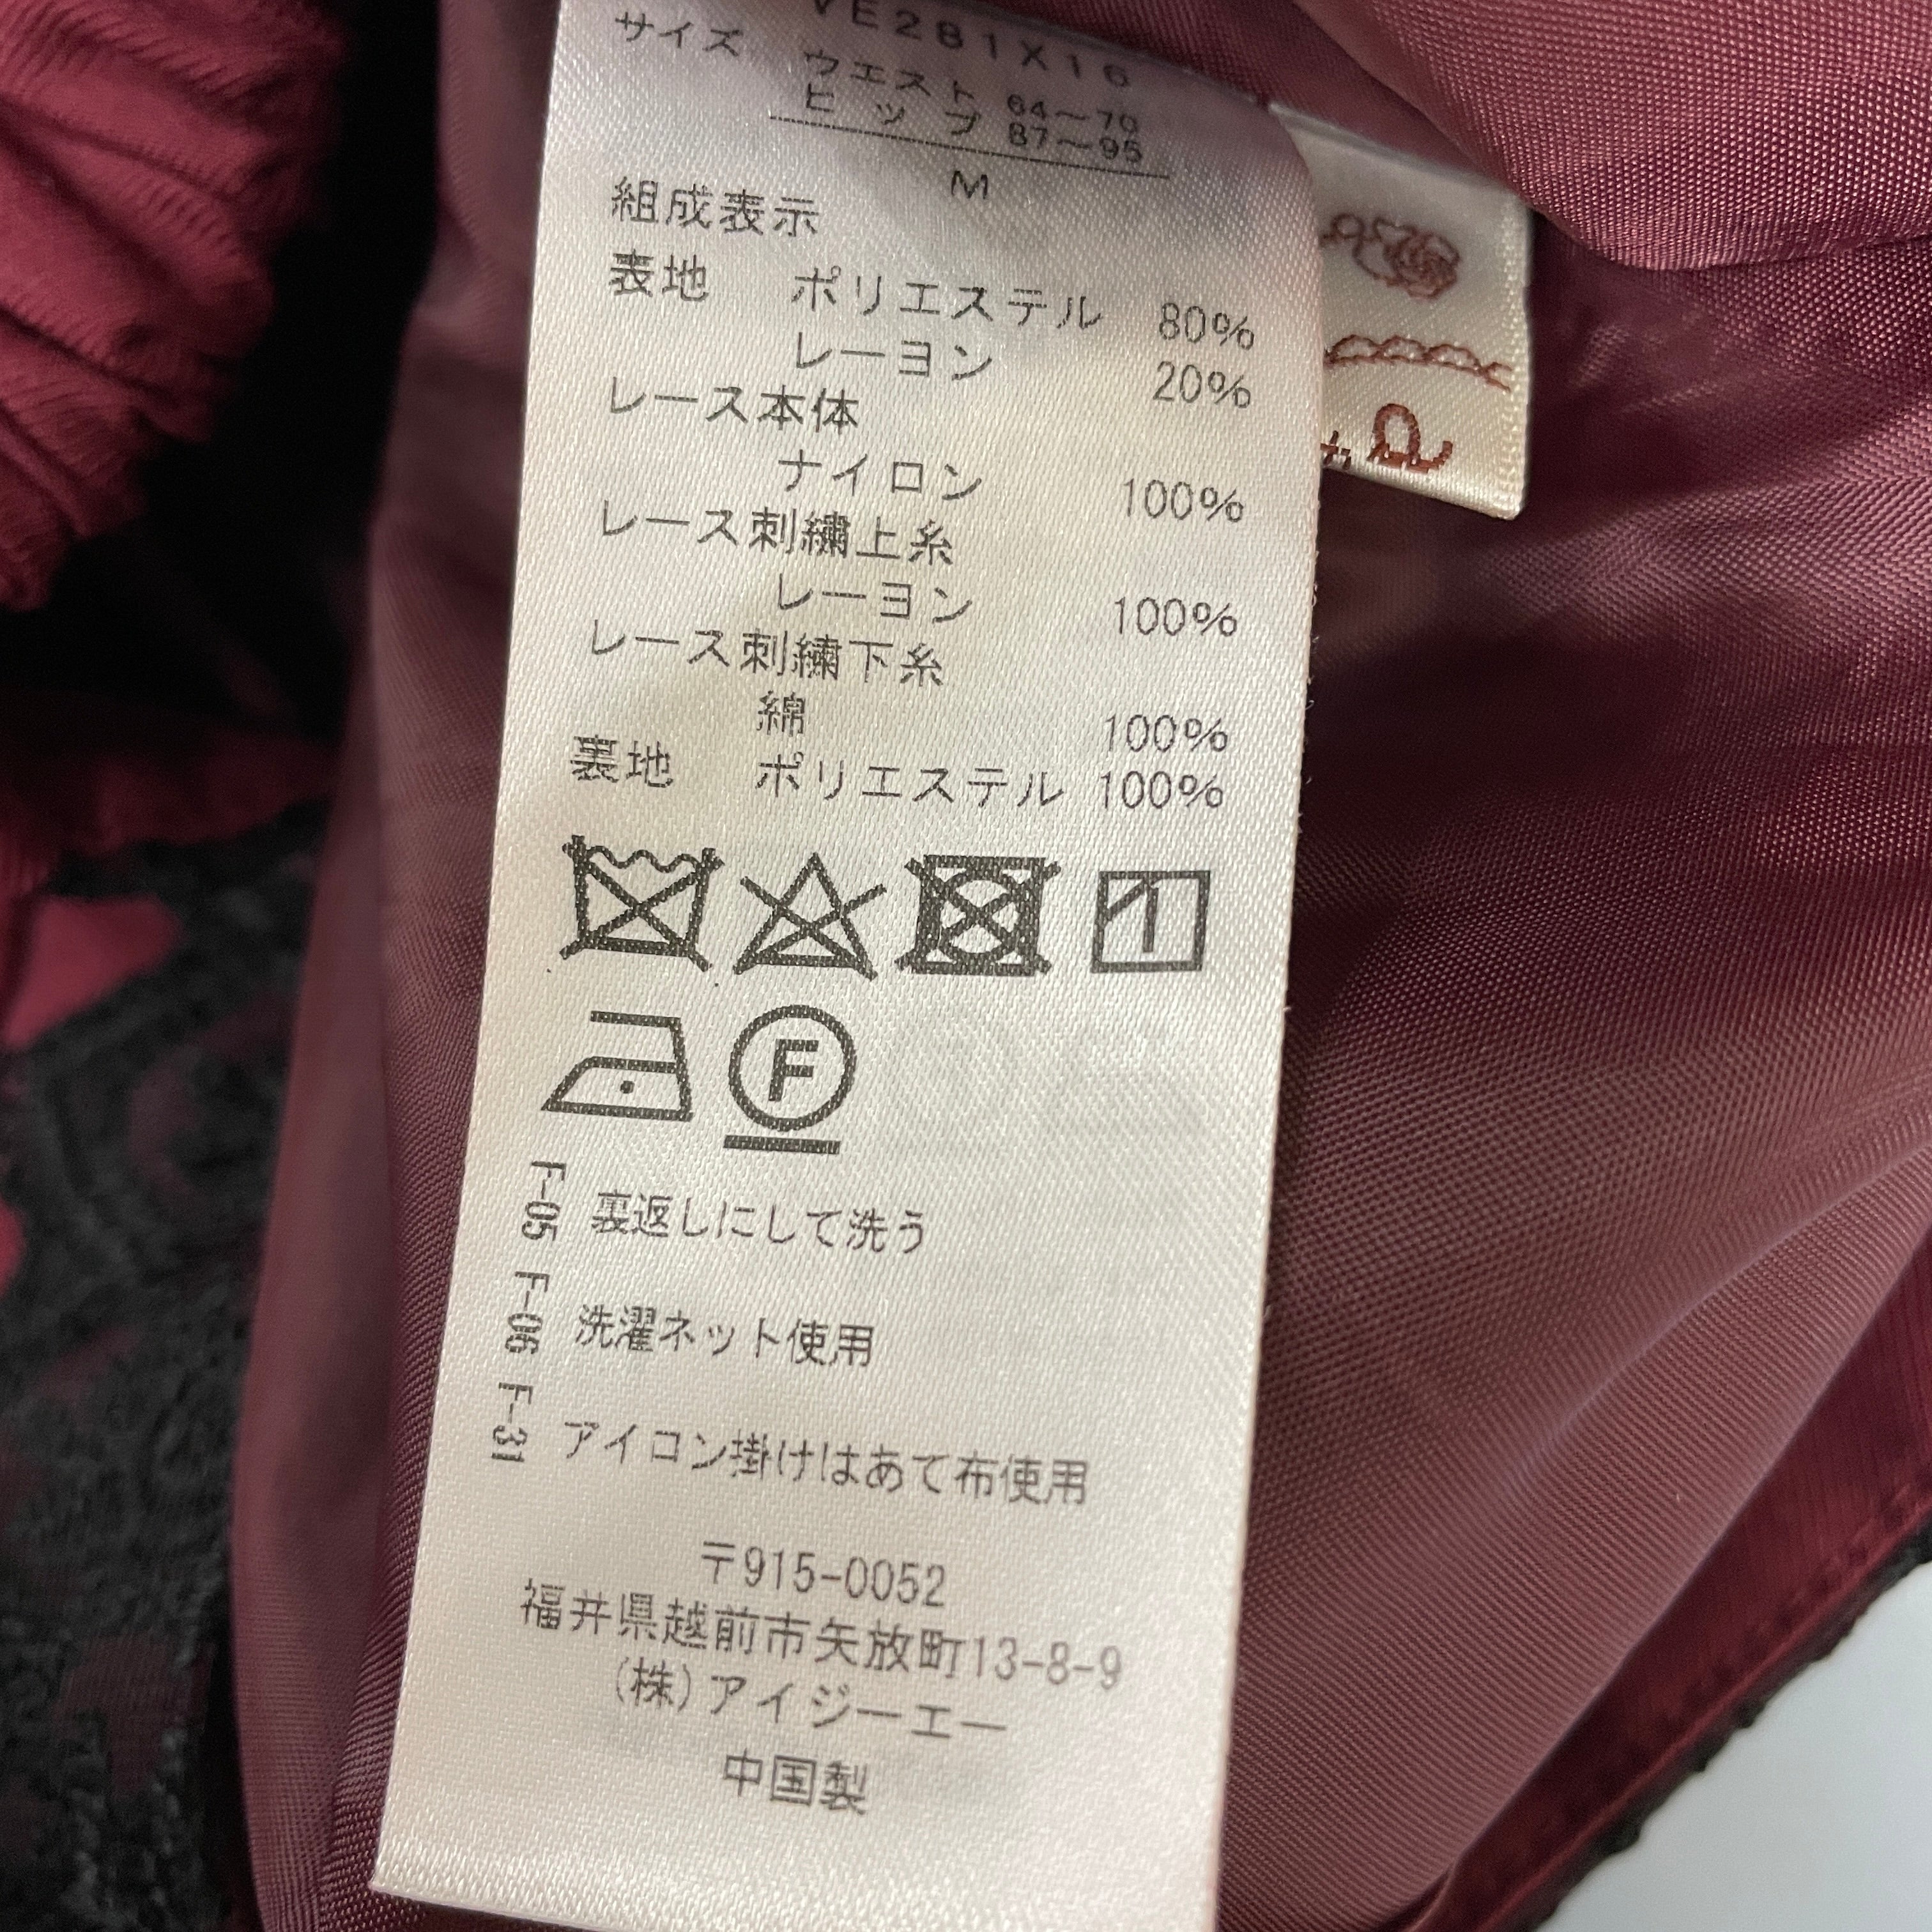 VE281X16
サイズ ウエスト 64〜70
ヒップ 87〜95
M
組成表示
表地 ポリエステル 80%
レーヨン 20%
レース本体
ナイロン 100%
レース刺繍上糸
レーヨン 100%
レース刺繍下糸
綿 100%
裏地 ポリエステル 100%
F
F-05 裏返しにして洗う
F-06 洗濯ネット使用
F-31 アイロン掛けはあて布使用
〒915-0052
福井県越前市矢放町13-8-9
(株)アイジーエー
中国製